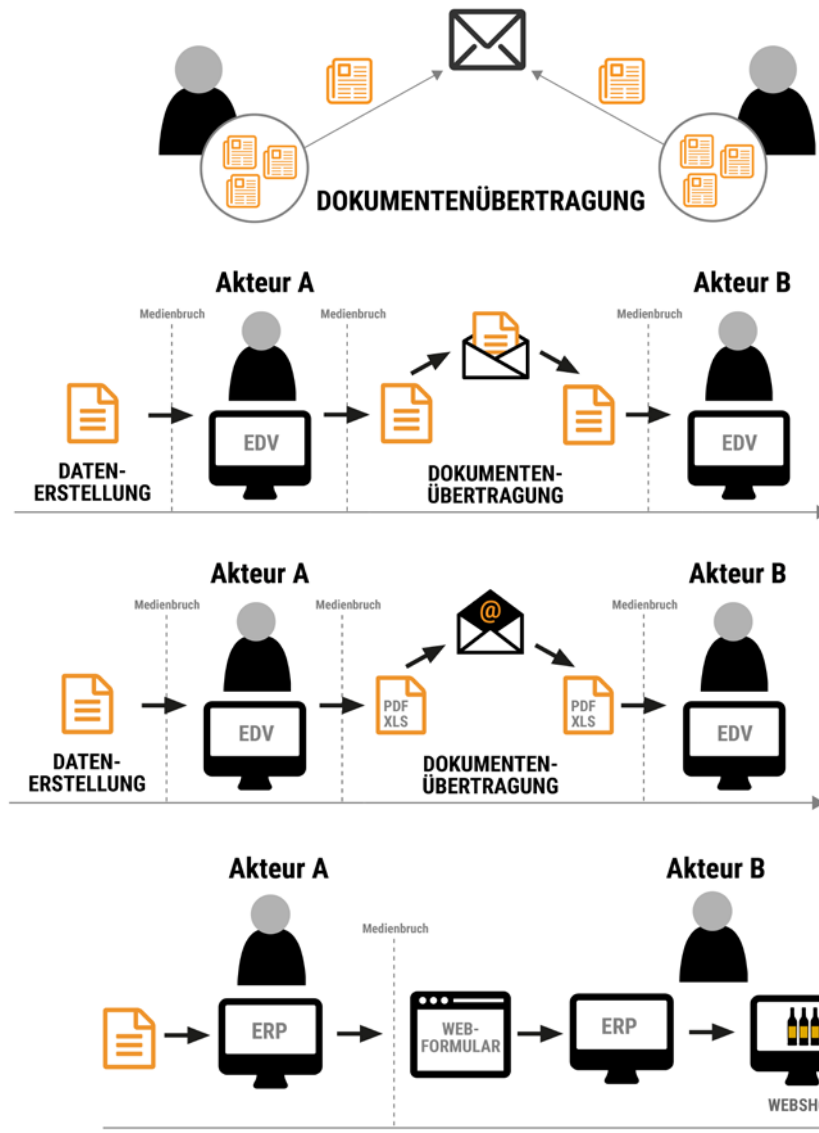 DOKUMENTENÜBERTRAGUNG
Akteur A
Akteur B
Medienbruch
Medienbruch
Medienbruch
EDV
EDV
DATEN-
ERSTELLUNG
DOKUMENTEN-
ÜBERTRAGUNG
Akteur A
Akteur B
Medienbruch
Medienbruch
Medienbruch
@
PDF
XLS
PDF
XLS
EDV
EDV
DATEN-
ERSTELLUNG
DOKUMENTEN-
ÜBERTRAGUNG
Akteur A
Akteur B
Medienbruch
ERP
WEB-
FORMULAR
ERP